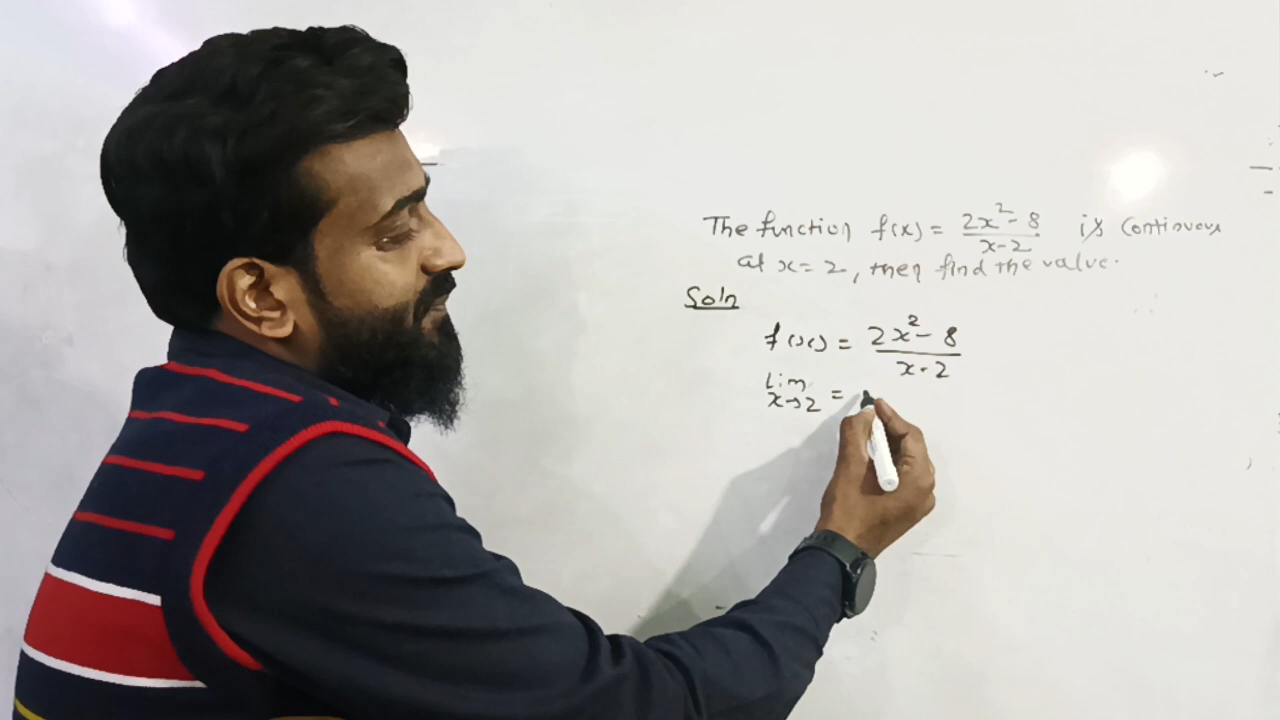 The function f(x) = 2x²-8 / x-2 is continuous
at x = 2, then find the value.
Soln
f(x) = 2x²-8 / x-2
lim x→2 =